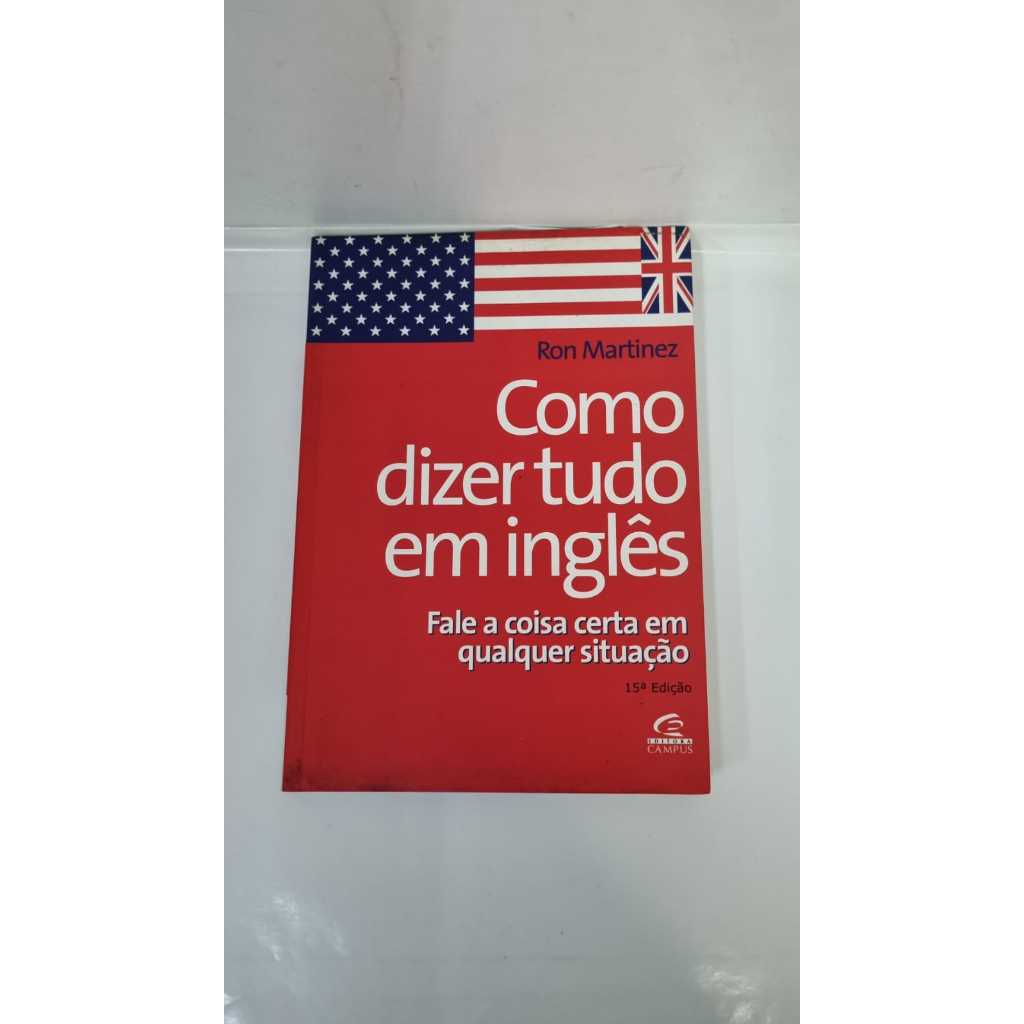 Ron Martinez
Como
dizer tudo
em inglês
Fale a coisa certa em
qualquer situação
15ª Edição
EDITORA
CAMPUS